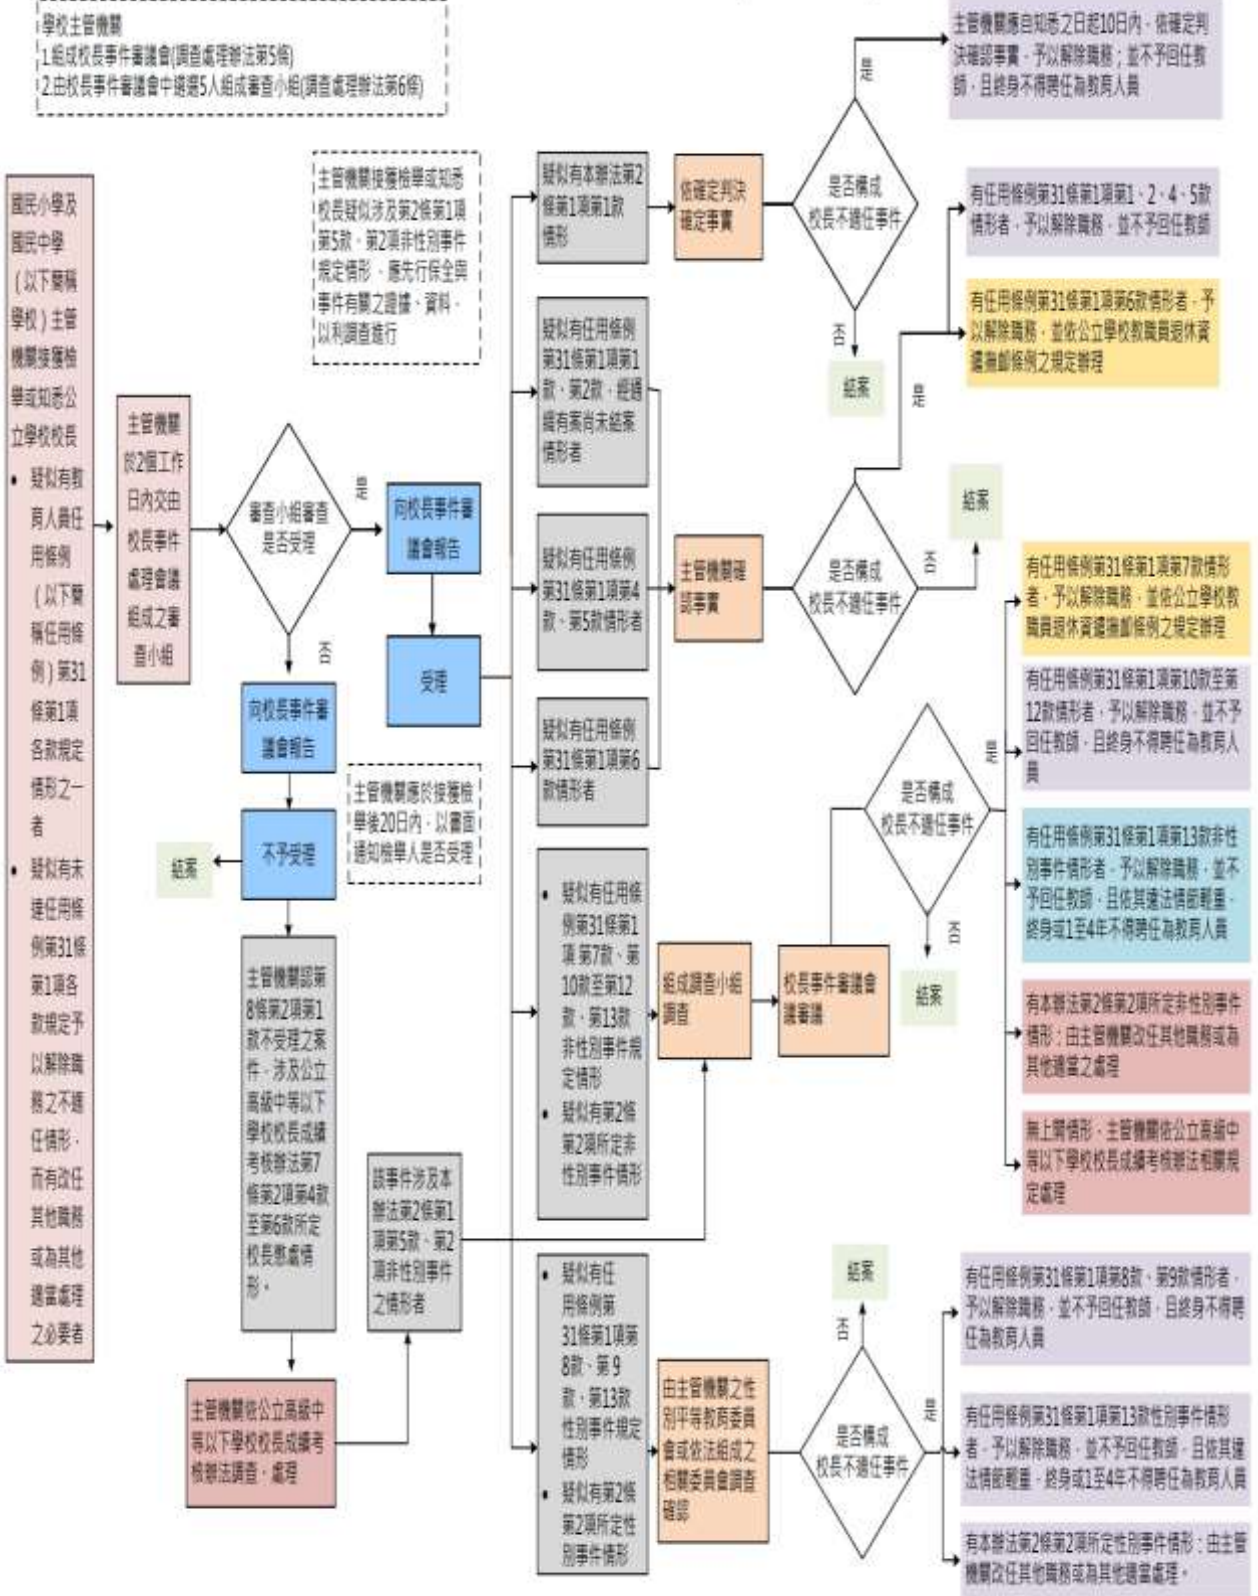 學校主管機關
1.組成校長事件審議會(調查處理辦法第5條)
2.由校長事件審議會中遴選5人組成審查小組(調查處理辦法第6條)
國民小學及
國民中學
(以下簡稱
學校)主管
機關接獲檢
舉或知悉公
立學校校長
• 疑似有教
育人員任
用條例
(以下簡
稱任用條
例)第31
條第1項
各款規定
情形之一
者
• 疑似有未
達任用條
例第31條
第1項各
款規定予
以解除職
務之不適
任情形，
而有改任
其他職務
或為其他
適當處理
之必要者
主管機關
於2個工作
日內交由
校長事件
處理會議
組成之審
查小組
審查小組審查
是否受理
是
否
向校長事件審
議會報告
受理
向校長事件審
議會報告
不予受理
結案
主管機關應於接獲檢
舉後20日內，以書面
通知檢舉人是否受理
主管機關認第
8條第2項第1
款不受理之案
件，涉及公立
高級中等以下
學校校長成績
考核辦法第7
條第2項第4款
至第6款所定
校長懲處情
形。
主管機關依公立高級中
等以下學校校長成績考
核辦法調查、處理
該事件涉及本
辦法第2條第1
項第5款、第2
項非性別事件
之情形者
主管機關接獲檢舉或知悉
校長疑似涉及第2條第1項
第5款、第2項非性別事件
規定情形、應先行保全與
事件有關之證據、資料，
以利調查進行
疑似有本辦法第2
條第1項第1款
情形
依確定判決
確定事實
是否構成
校長不適任事件
是
否
結案
主管機關應自知悉之日起10日內，依確定判
決確認事實，予以解除職務；並不予回任教
師，且終身不得聘任為教育人員
疑似有任用條例
第31條第1項第1
款、第2款，經通
緝有案尚未結案
情形者
疑似有任用條例
第31條第1項第4
款、第5款情形者
疑似有任用條例
第31條第1項第6
款情形者
主管機關確
認事實
是否構成
校長不適任事件
是
否
結案
有任用條例第31條第1項第1、2、4、5款
情形者，予以解除職務，並不予回任教師
有任用條例第31條第1項第6款情形者，予
以解除職務，並依公立學校教職員退休資
遣撫卹條例之規定辦理
• 疑似有任用條
例第31條第1
項 第7款、第
10款至第12
款、第13款
非性別事件規
定情形
• 疑似有第2條
第2項所定非
性別事件情形
組成調查小組
調查
校長事件審議會
議審議
是否構成
校長不適任事件
是
否
結案
有任用條例第31條第1項第7款情形
者，予以解除職務，並依公立學校教
職員退休資遣撫卹條例之規定辦理
有任用條例第31條第1項第10款至第
12款情形者，予以解除職務，並不予
回任教師，且終身不得聘任為教育人
員
有任用條例第31條第1項第13款非性
別事件情形者，予以解除職務，並不
予回任教師，且依其違法情節輕重，
終身或1至4年不得聘任為教育人員
有本辦法第2條第2項所定非性別事件
情形；由主管機關改任其他職務或為
其他適當之處理
無上開情形，主管機關依公立高級中
等以下學校校長成績考核辦法相關規
定處理
• 疑似有任
用條例第
31條第1項第
8款、第9
款、第13款
性別事件規定
情形
• 疑似有第2條
第2項所定性
別事件情形
由主管機關之性
別平等教育委員
會或依法組成之
相關委員會調查
確認
是否構成
校長不適任事件
否
結案
是
有任用條例第31條第1項第8款、第9款情形者，
予以解除職務，並不予回任教師，且終身不得聘
任為教育人員
有任用條例第31條第1項第13款性別事件情形
者，予以解除職務，並不予回任教師，且依其違
法情節輕重，終身或1至4年不得聘任為教育人員
有本辦法第2條第2項所定性別事件情形；由主管
機關改任其他職務或為其他適當處理。